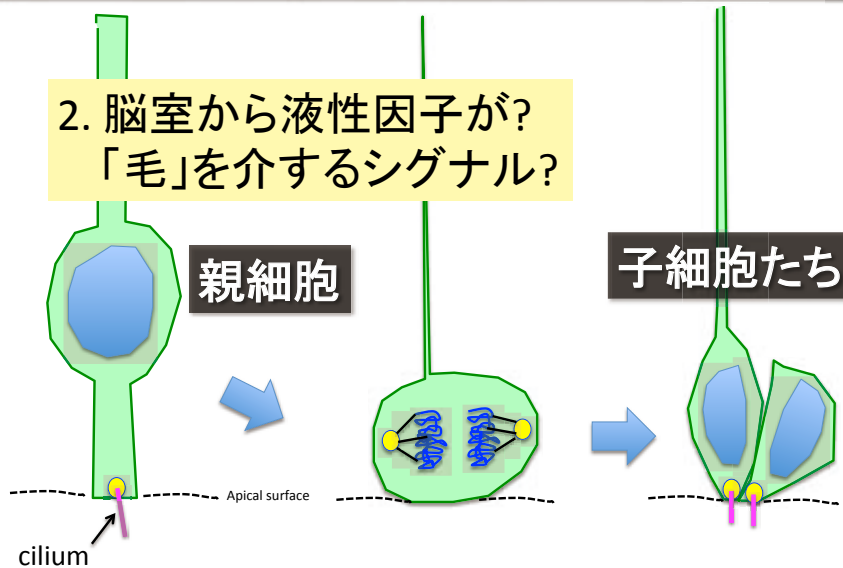 2. 脳室から液性因子が?
「毛」を介するシグナル?
親細胞
子細胞たち
Apical surface
cilium